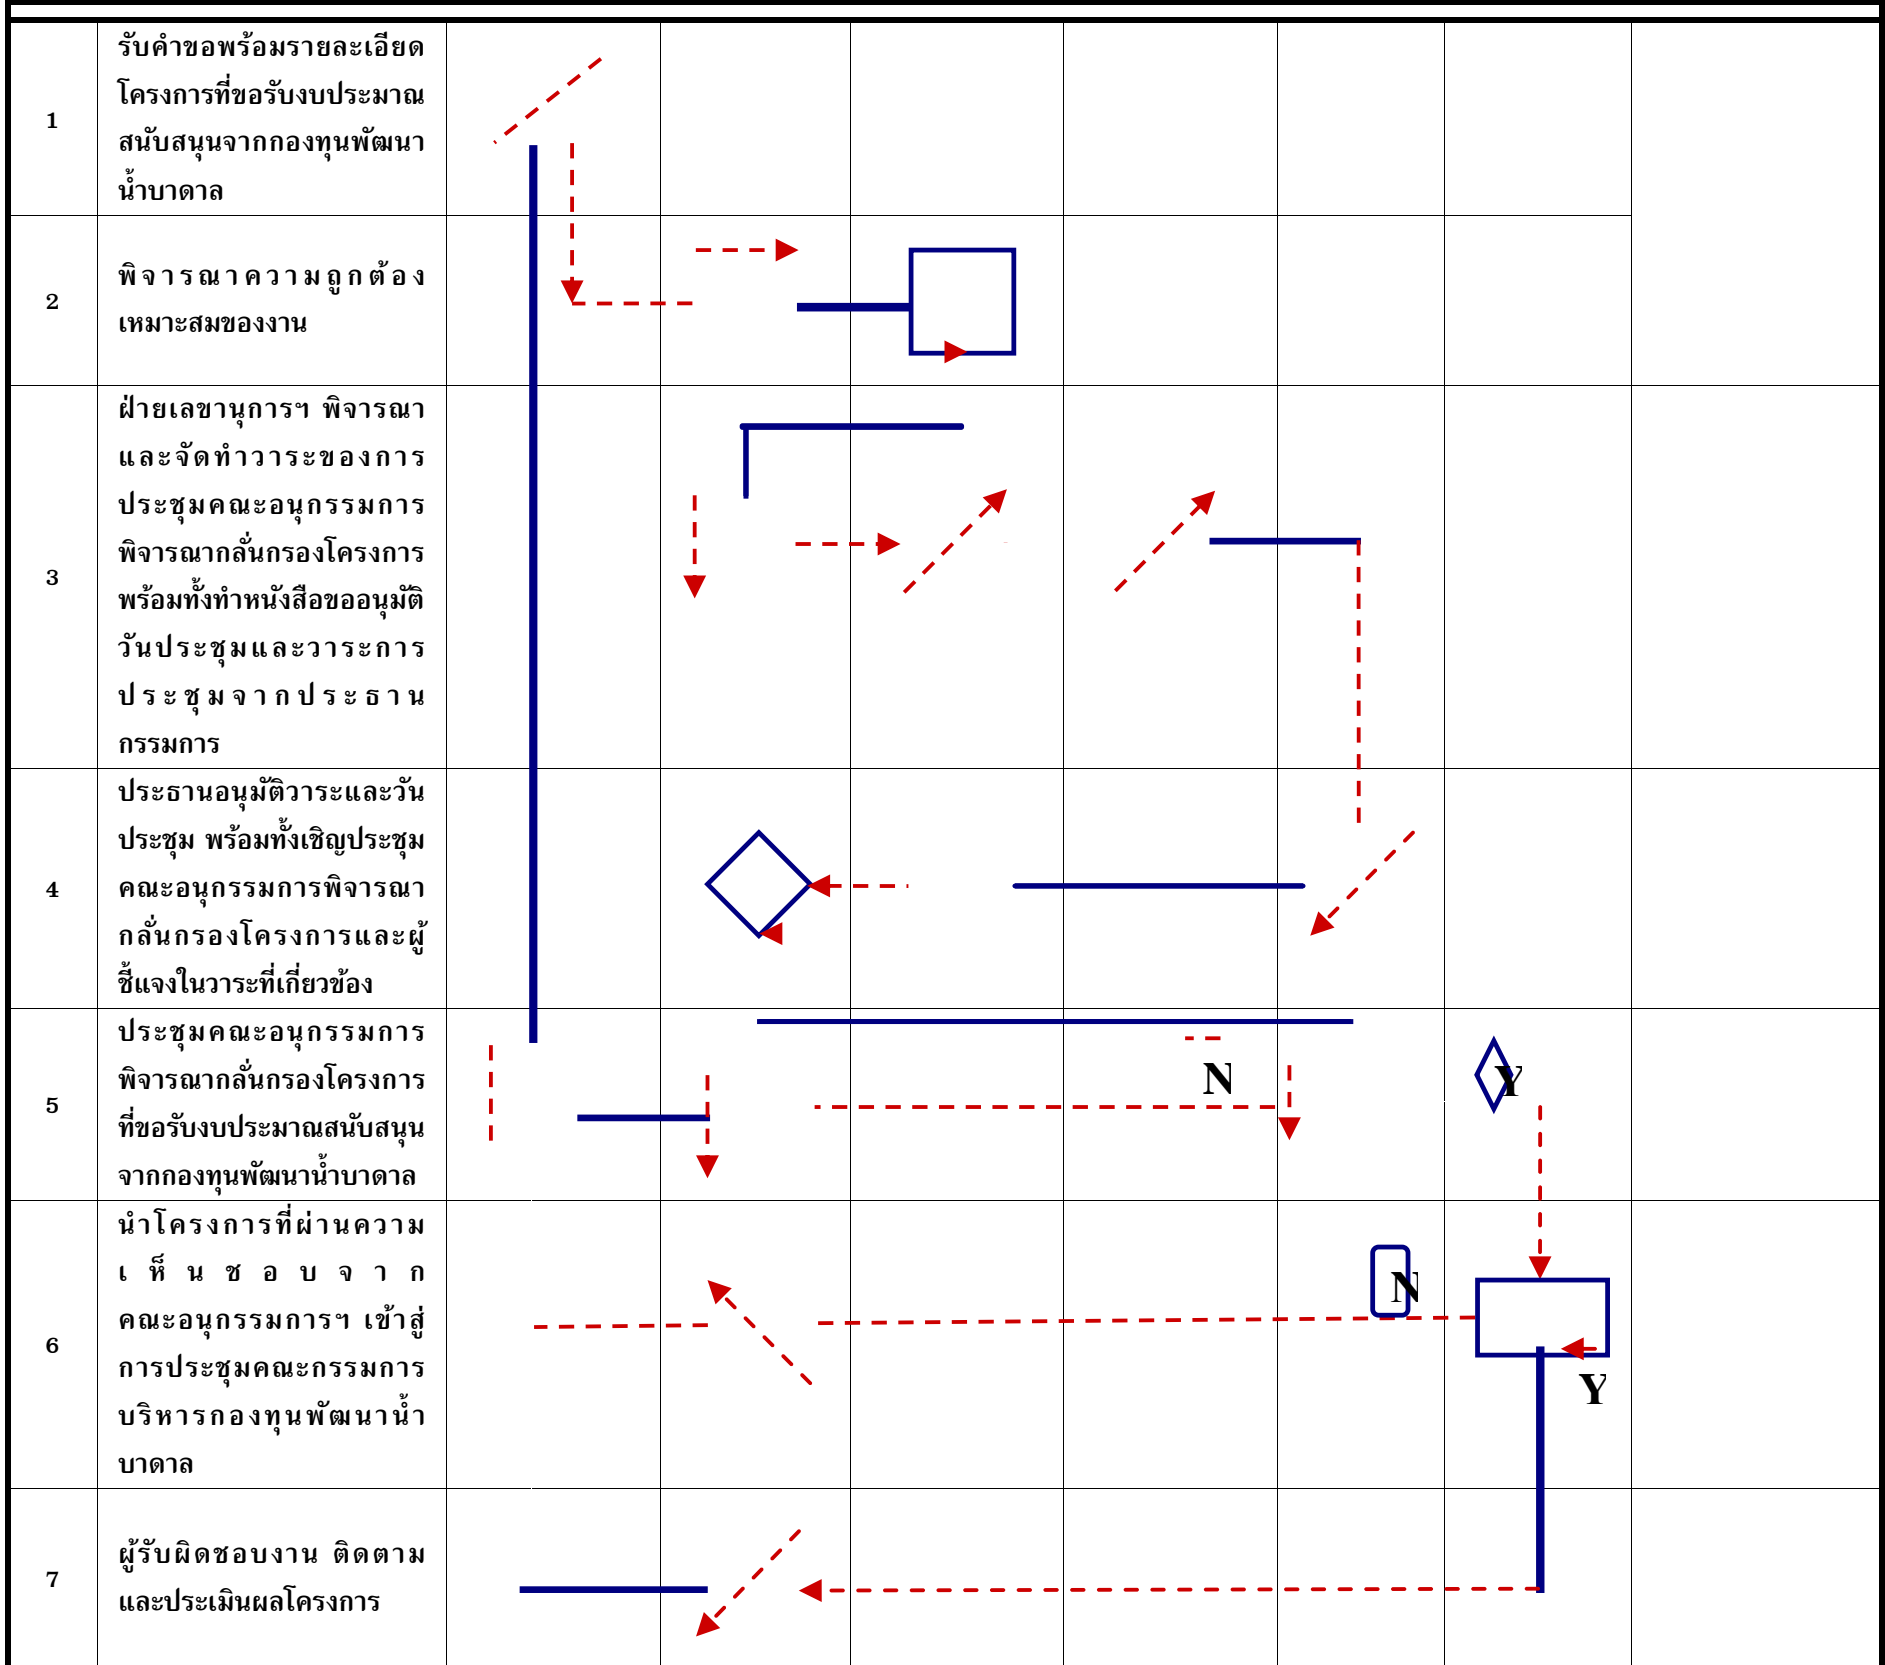 1
รับคำขอพร้อมรายละเอียด
โครงการที่ขอรับงบประมาณ
สนับสนุนจากกองทุนพัฒนา
น้ำบาดาล
2
พิจารณาความถูกต้อง
เหมาะสมของงาน
3
ฝ่ายเลขานุการฯ พิจารณา
และจัดทำวาระของการ
ประชุมคณะอนุกรรมการ
พิจารณากลั่นกรองโครงการ
พร้อมทั้งทำหนังสือขออนุมัติ
วันประชุมและวาระการ
ประชุมจากประธาน
กรรมการ
4
ประธานอนุมัติวาระและวัน
ประชุม พร้อมทั้งเชิญประชุม
คณะอนุกรรมการพิจารณา
กลั่นกรองโครงการและผู้
ชี้แจงในวาระที่เกี่ยวข้อง
5
ประชุมคณะอนุกรรมการ
พิจารณากลั่นกรองโครงการ
ที่ขอรับงบประมาณสนับสนุน
จากกองทุนพัฒนาน้ำบาดาล
N
Y
6
นำโครงการที่ผ่านความ
เห็นชอบจาก
คณะอนุกรรมการฯ เข้าสู่
การประชุมคณะกรรมการ
บริหารกองทุนพัฒนาน้ำ
บาดาล
N
Y
7
ผู้รับผิดชอบงาน ติดตาม
และประเมินผลโครงการ